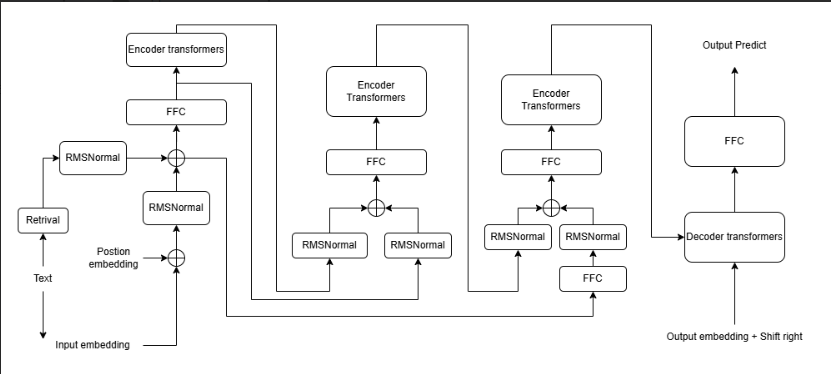 Encoder transformers
FFC
RMSNormal
RMSNormal
Retrival
Postion
embedding
Text
Input embedding
Encoder
Transformers
FFC
RMSNormal
RMSNormal
Encoder
Transformers
FFC
RMSNormal
RMSNormal
FFC
Output Predict
FFC
Decoder transformers
Output embedding + Shift right